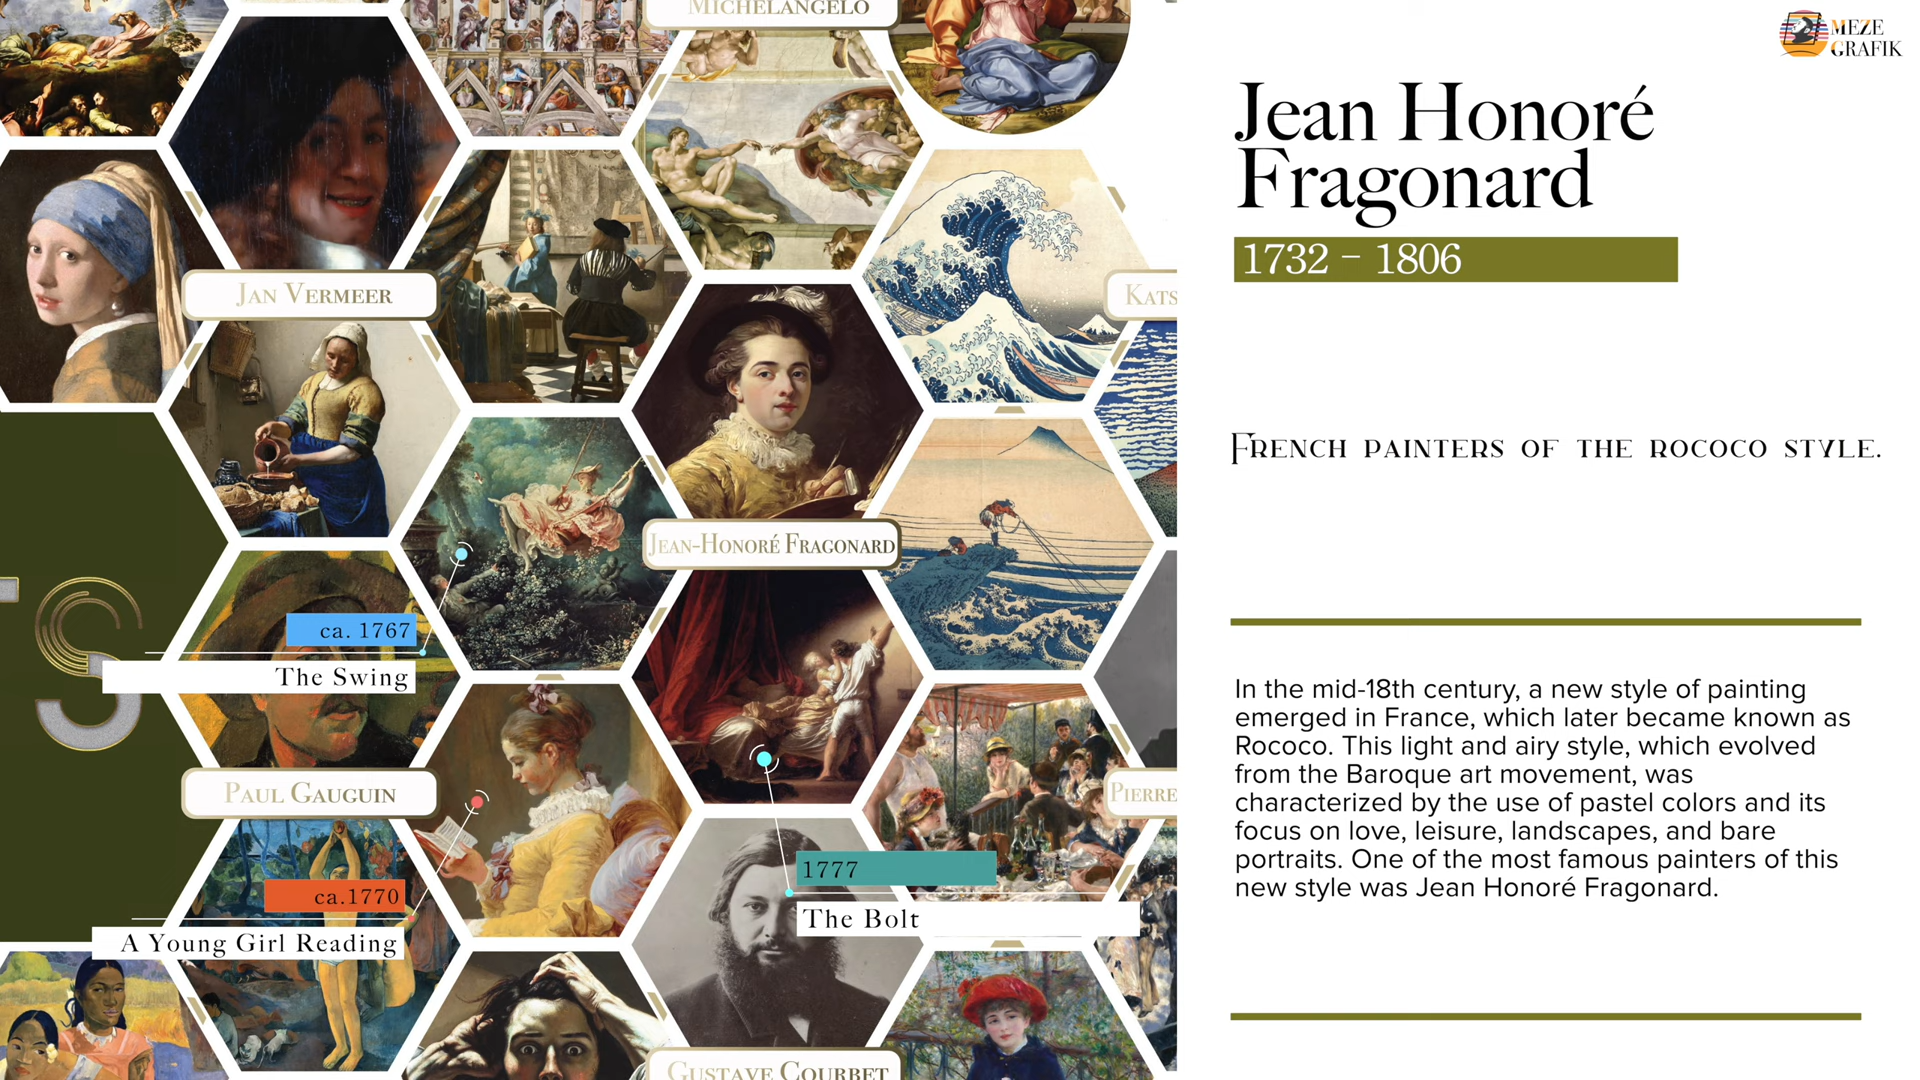 MICHELANGELO
MEZE
GRAFIK
Jean Honoré
Fragonard
1732 – 1806
JAN VERMEER
KATS
FRENCH PAINTERS OF THE ROCOCO STYLE.
JEAN-HONORÉ FRAGONARD
S
ca. 1767
The Swing
In the mid-18th century, a new style of painting
emerged in France, which later became known as
Rococo. This light and airy style, which evolved
from the Baroque art movement, was
characterized by the use of pastel colors and its
focus on love, leisure, landscapes, and bare
portraits. One of the most famous painters of this
new style was Jean Honoré Fragonard.
PAUL GAUGUIN
PIERRE
1777
The Bolt
ca.1770
A Young Girl Reading
GUSTAVE COURBET